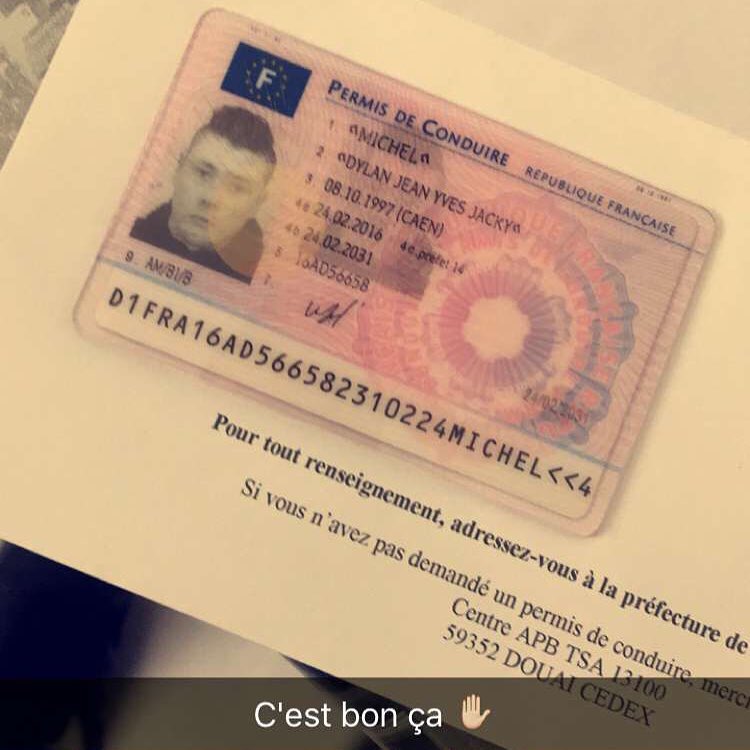 F
PERMIS DE CONDUIRE RÉPUBLIQUE FRANÇAISE
1. ¤MICHEL¤
2. ¤DYLAN JEAN YVES JACKY¤
3. 08.10.1997 (CAEN)
4a 24.02.2016 4c.préfet 14
4b 24.02.2031
5. 16AD56658
7.
9. AM/B1/B
24/02/2031
D1FRA16AD566582310224MICHEL<<4
Pour tout renseignement, adressez-vous à la préfecture de
Si vous n'avez pas demandé un permis de conduire, merci
Centre APB TSA 13100
59352 DOUAI CEDEX
C'est bon ça ✋🏼